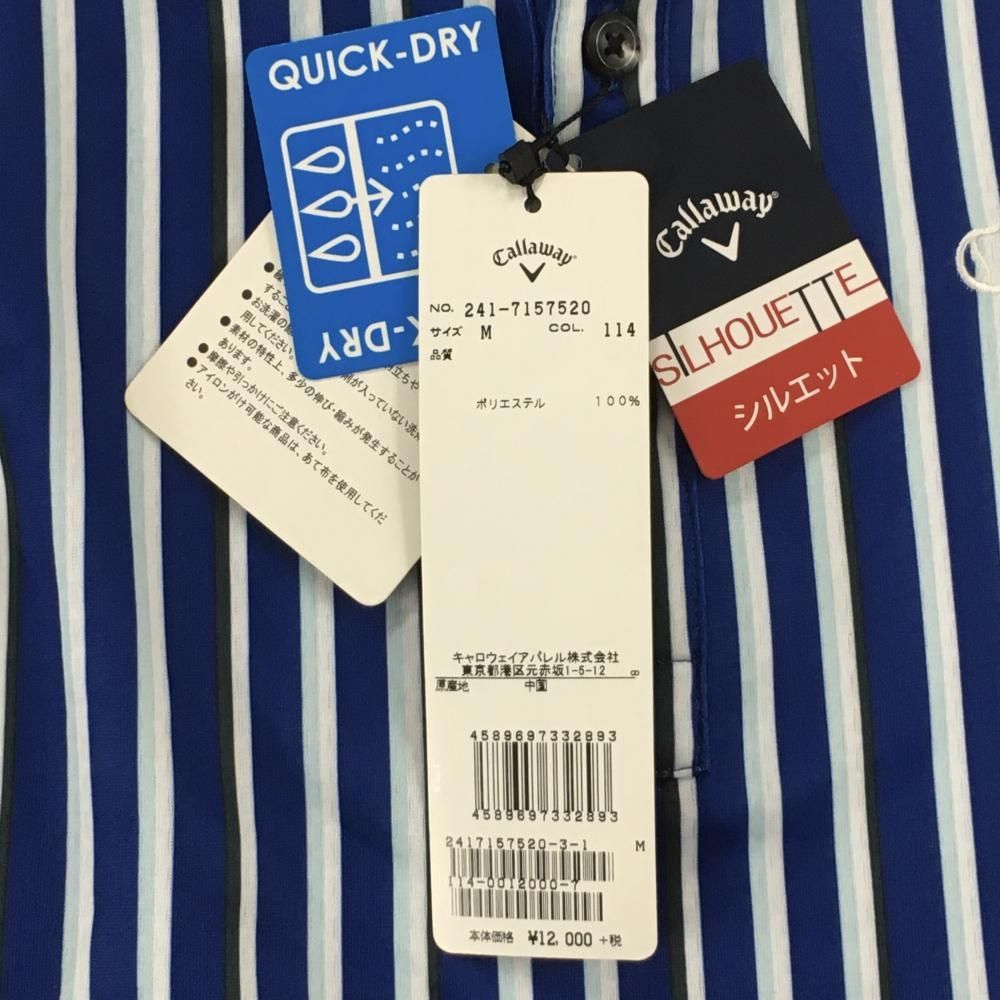 QUICK-DRY
-DRY
すること
●お洗濯の
用してください。
●素材の特性上、多少の伸び・縮みが発生することが
あります。
●摩擦や引っかけにご注意ください。
●アイロンがけ可能な商品は、あて布を使用してくだ
さい。
Callaway®
SILHOUETTE
シルエット
Callaway®
NO. 241-7157520
サイズ M COL. 114
品質
ポリエステル 100%
キャロウェイアパレル株式会社
東京都港区元赤坂1-5-12
原産地 中国
4589697332893
4589697332893
2417157520-3-1 M
114-0012000-7
本体価格 ¥12,000 +税